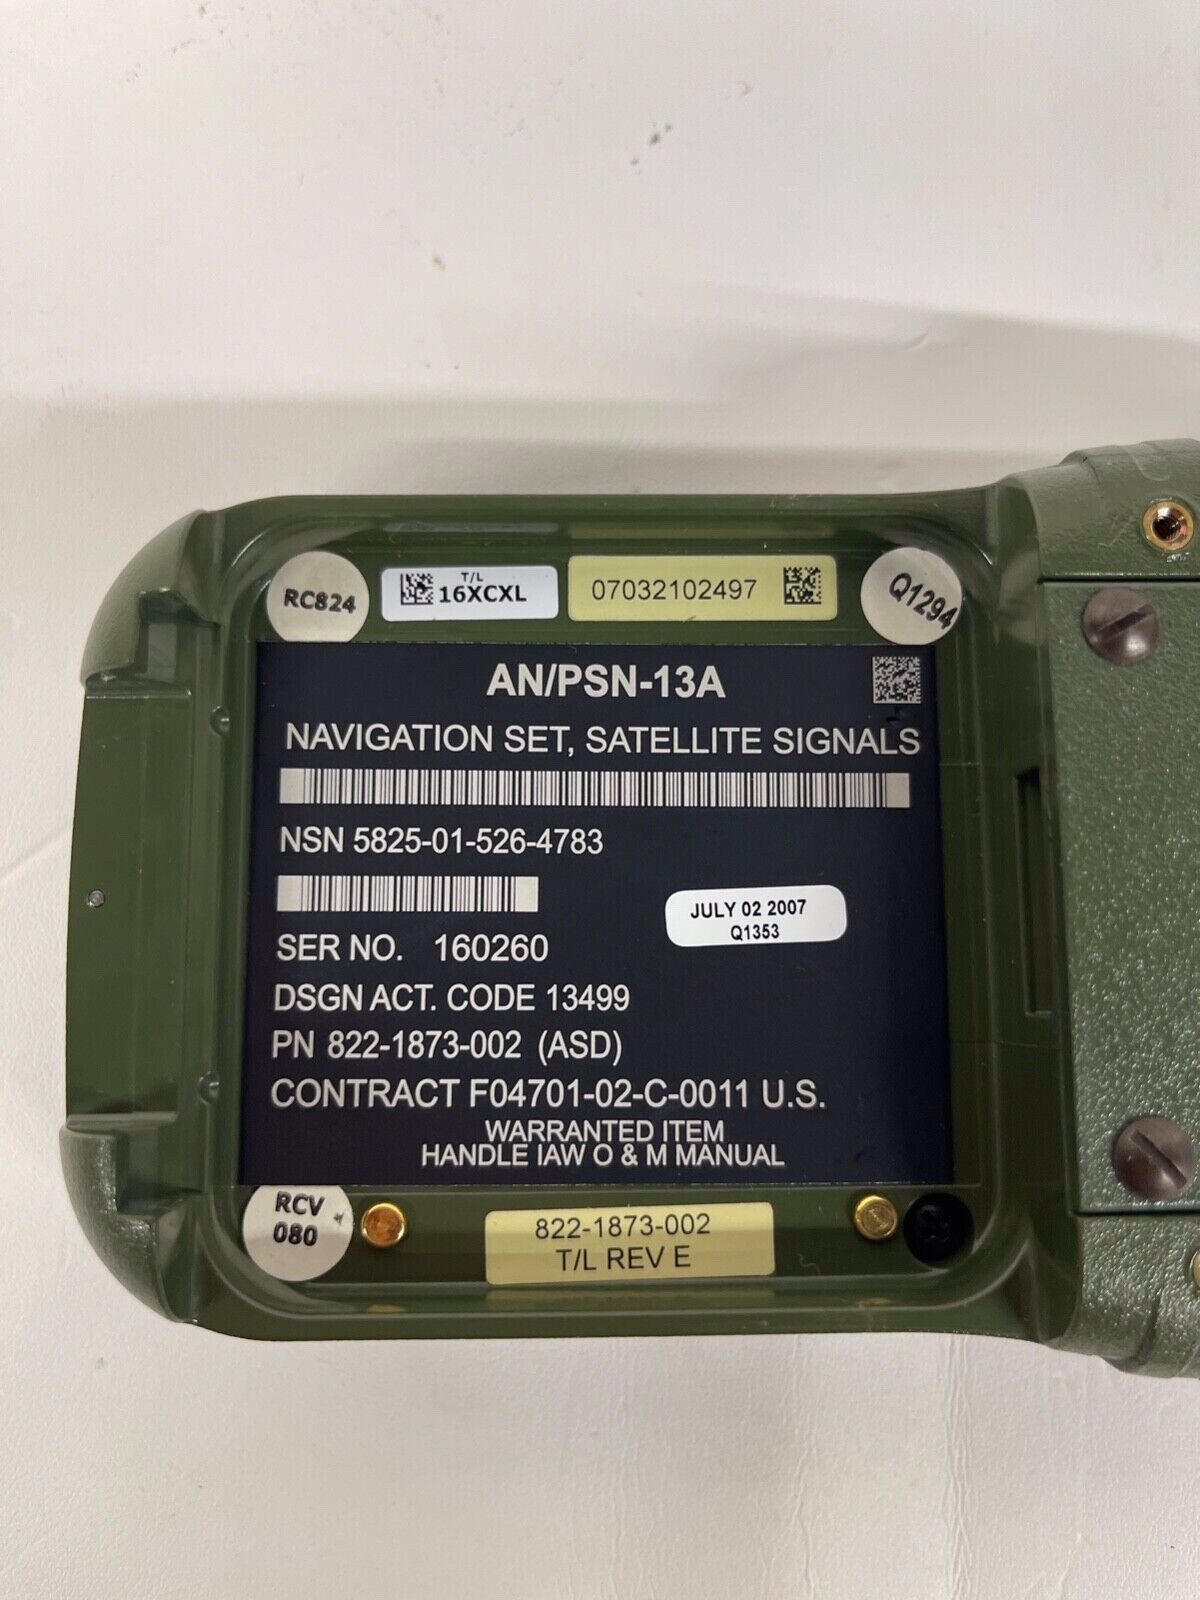 RC824
T/L
16XCXL
07032102497
Q1294
AN/PSN-13A
NAVIGATION SET, SATELLITE SIGNALS
NSN 5825-01-526-4783
JULY 02 2007
Q1353
SER NO. 160260
DSGN ACT. CODE 13499
PN 822-1873-002 (ASD)
CONTRACT F04701-02-C-0011 U.S.
WARRANTED ITEM
HANDLE IAW O & M MANUAL
RCV
080
822-1873-002
T/L REV E